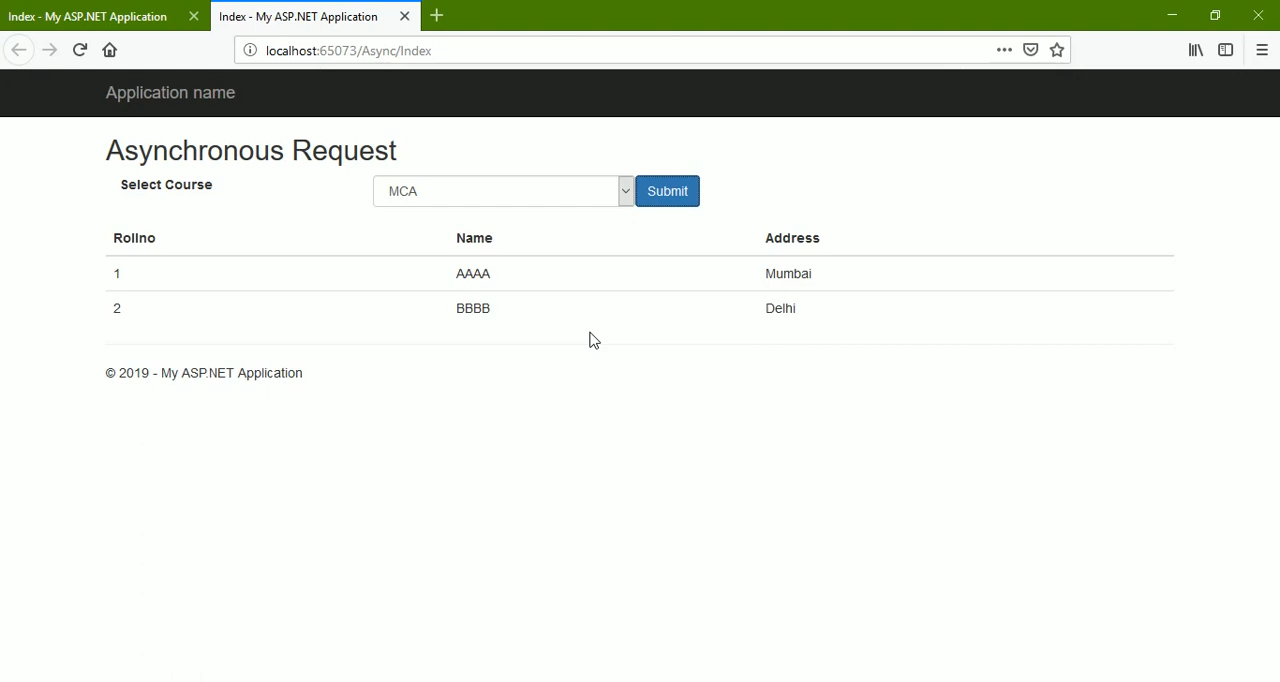 Index - My ASP.NET Application Index - My ASP.NET Application
localhost:65073/Async/Index
Application name
Asynchronous Request
Select Course MCA Submit
Rollno Name Address
1 AAAA Mumbai
2 BBBB Delhi
© 2019 - My ASP.NET Application